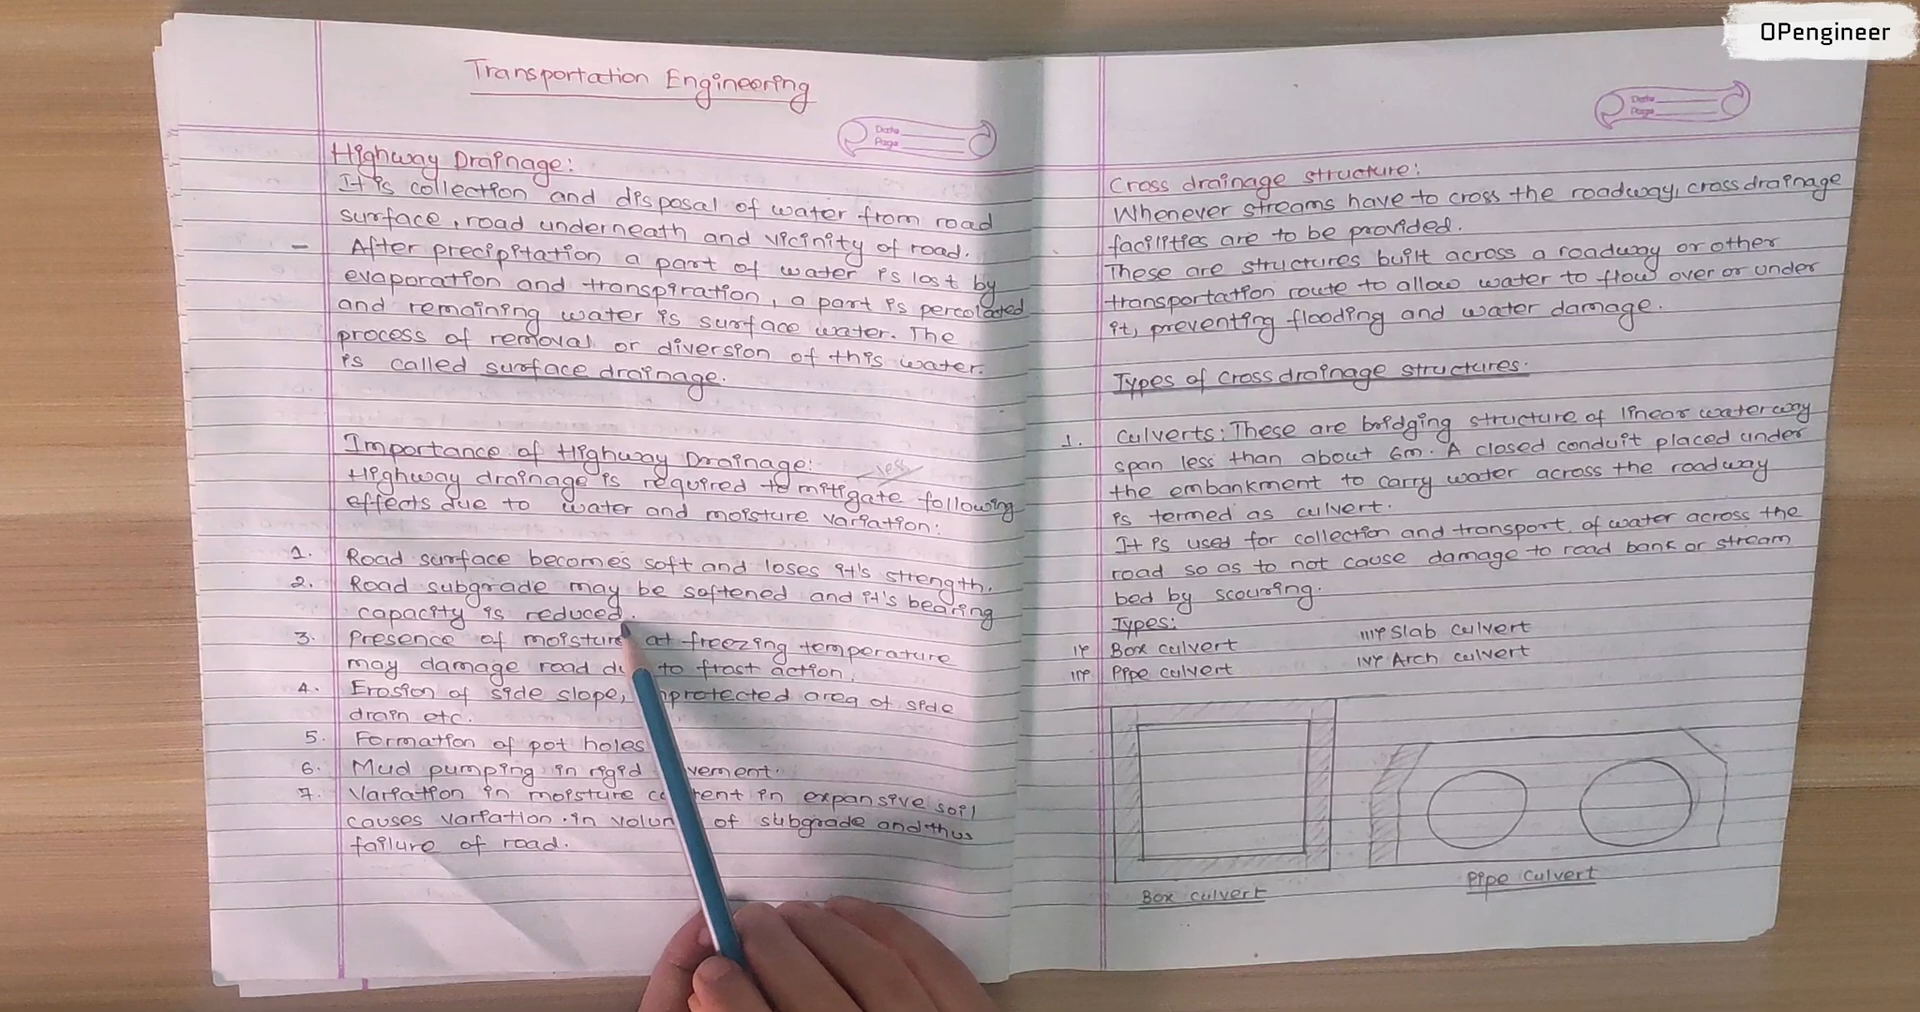 OPengineer
Transportation Engineering
Date
Page
Highway Drainage:
It is collection and disposal of water from road
surface, road underneath and vicinity of road.
- After precipitation a part of water is lost by
evaporation and transpiration, a part is percolated
and remaining water is surface water. The
process of removal or diversion of this water.
is called surface drainage.
Importance of Highway Drainage:
Highway drainage is required to mitigate following
effects due to water and moisture variation:
1. Road surface becomes soft and loses it's strength.
2. Road subgrade may be softened and it's bearing
capacity is reduced.
3. Presence of moisture at freezing temperature
may damage road to frost action.
4. Erosion of side slope, area of side
drain etc.
5. Formation of pot holes
6. Mud pumping in rigid
7. Variation in moisture in expansive soil
causes variation in of subgrade and thus
failure of road.
Date
Page
Cross drainage structure:
Whenever streams have to cross the roadway, cross drainage
facilities are to be provided.
These are structures built across a roadway or other
transportation route to allow water to flow over or under
it, preventing flooding and water damage.
Types of cross drainage structures.
1. Culverts: These are bridging structure of linear waterway
span less than about 6m. A closed conduit placed under
the embankment to carry water across the roadway
is termed as culvert.
It is used for collection and transport of water across the
road so as to not cause damage to road bank or stream
bed by scouring.
Types:
i) Box culvert iii) Slab culvert
ii) Pipe culvert iv) Arch culvert
Box culvert
Pipe culvert